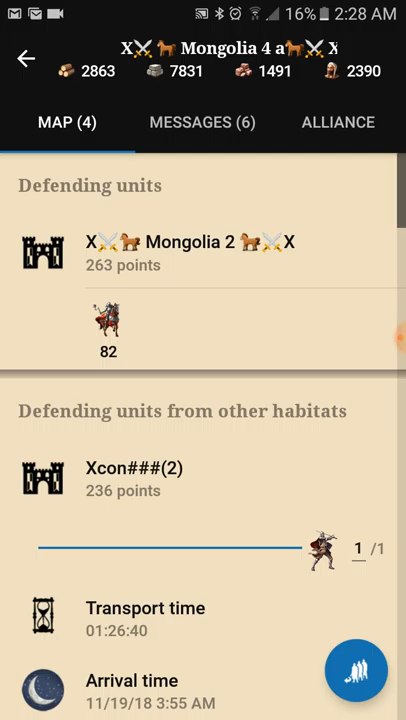 16% 2:28 AM
X⚔️🐎 Mongolia 4 a🐎⚔️ X
2863 7831 1491 2390
MAP (4) MESSAGES (6) ALLIANCE
Defending units
X⚔️🐎 Mongolia 2 🐎⚔️X
263 points
82
Defending units from other habitats
Xcon###(2)
236 points
1 /1
Transport time
01:26:40
Arrival time
11/19/18 3:55 AM